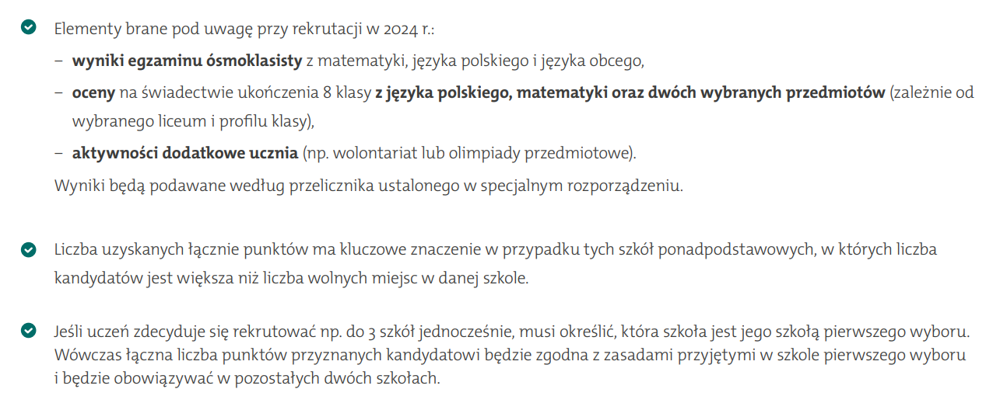 Elementy brane pod uwagę przy rekrutacji w 2024 r.:
– wyniki egzaminu ósmoklasisty z matematyki, języka polskiego i języka obcego,
– oceny na świadectwie ukończenia 8 klasy z języka polskiego, matematyki oraz dwóch wybranych przedmiotów (zależnie od
wybranego liceum i profilu klasy),
– aktywności dodatkowe ucznia (np. wolontariat lub olimpiady przedmiotowe).
Wyniki będą podawane według przelicznika ustalonego w specjalnym rozporządzeniu.
Liczba uzyskanych łącznie punktów ma kluczowe znaczenie w przypadku tych szkół ponadpodstawowych, w których liczba
kandydatów jest większa niż liczba wolnych miejsc w danej szkole.
Jeśli uczeń zdecyduje się rekrutować np. do 3 szkół jednocześnie, musi określić, która szkoła jest jego szkołą pierwszego wyboru.
Wówczas łączna liczba punktów przyznanych kandydatowi będzie zgodna z zasadami przyjętymi w szkole pierwszego wyboru
i będzie obowiązywać w pozostałych dwóch szkołach.